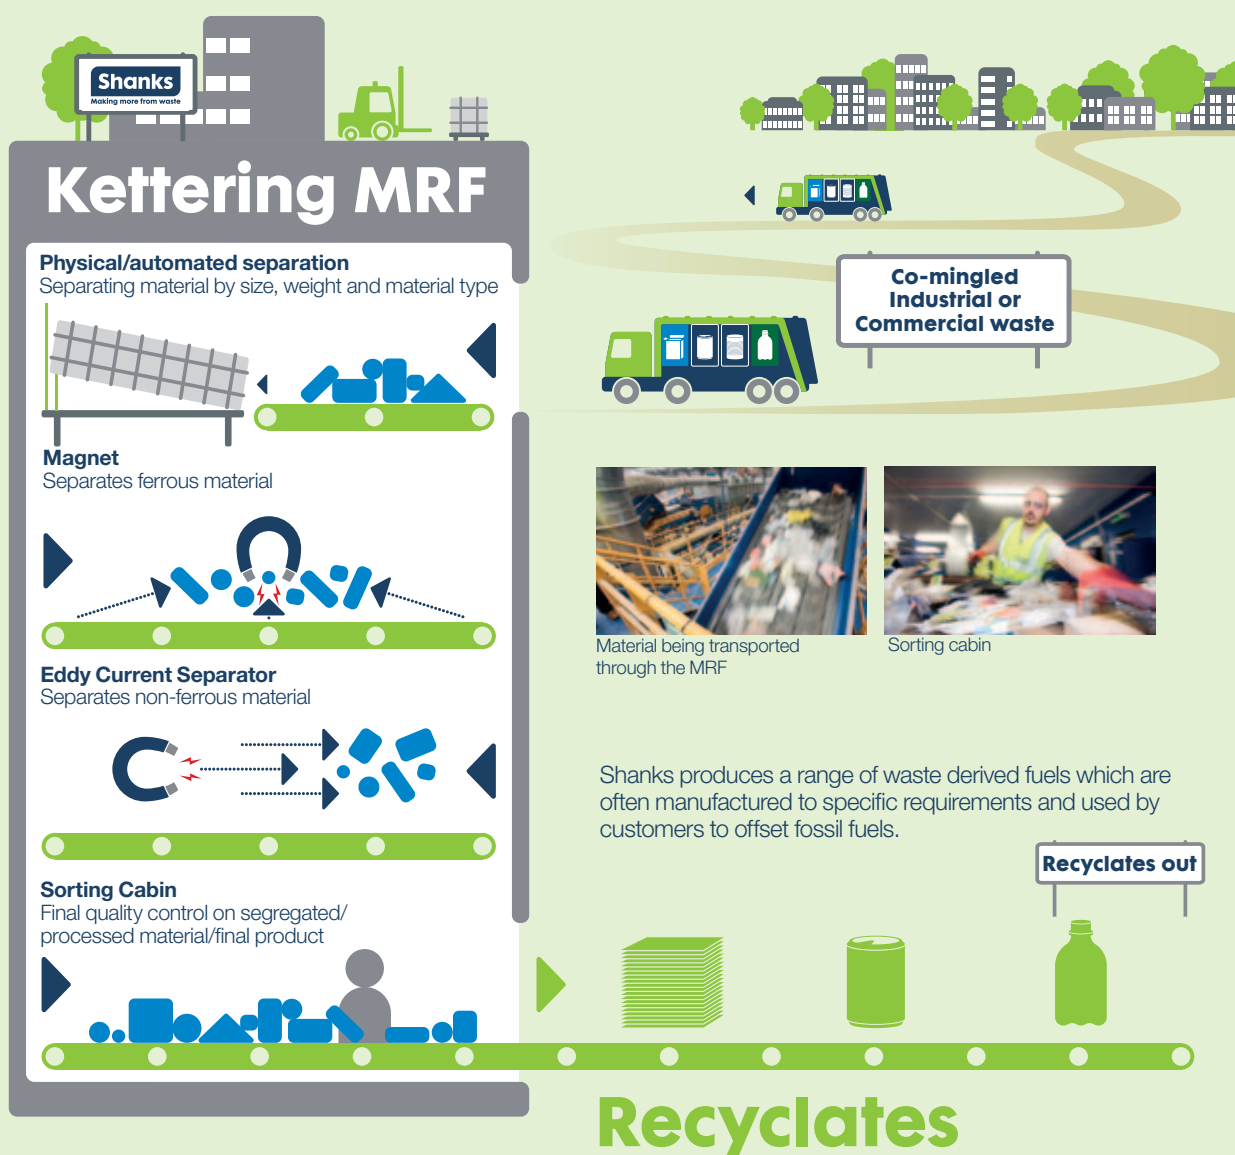 Shanks
Making more from waste
Kettering MRF
Physical/automated separation
Separating material by size, weight and material type
Magnet
Separates ferrous material
Eddy Current Separator
Separates non-ferrous material
Sorting Cabin
Final quality control on segregated/
processed material/final product
Co-mingled
Industrial or
Commercial waste
Material being transported
through the MRF
Sorting cabin
Shanks produces a range of waste derived fuels which are
often manufactured to specific requirements and used by
customers to offset fossil fuels.
Recyclates out
Recyclates